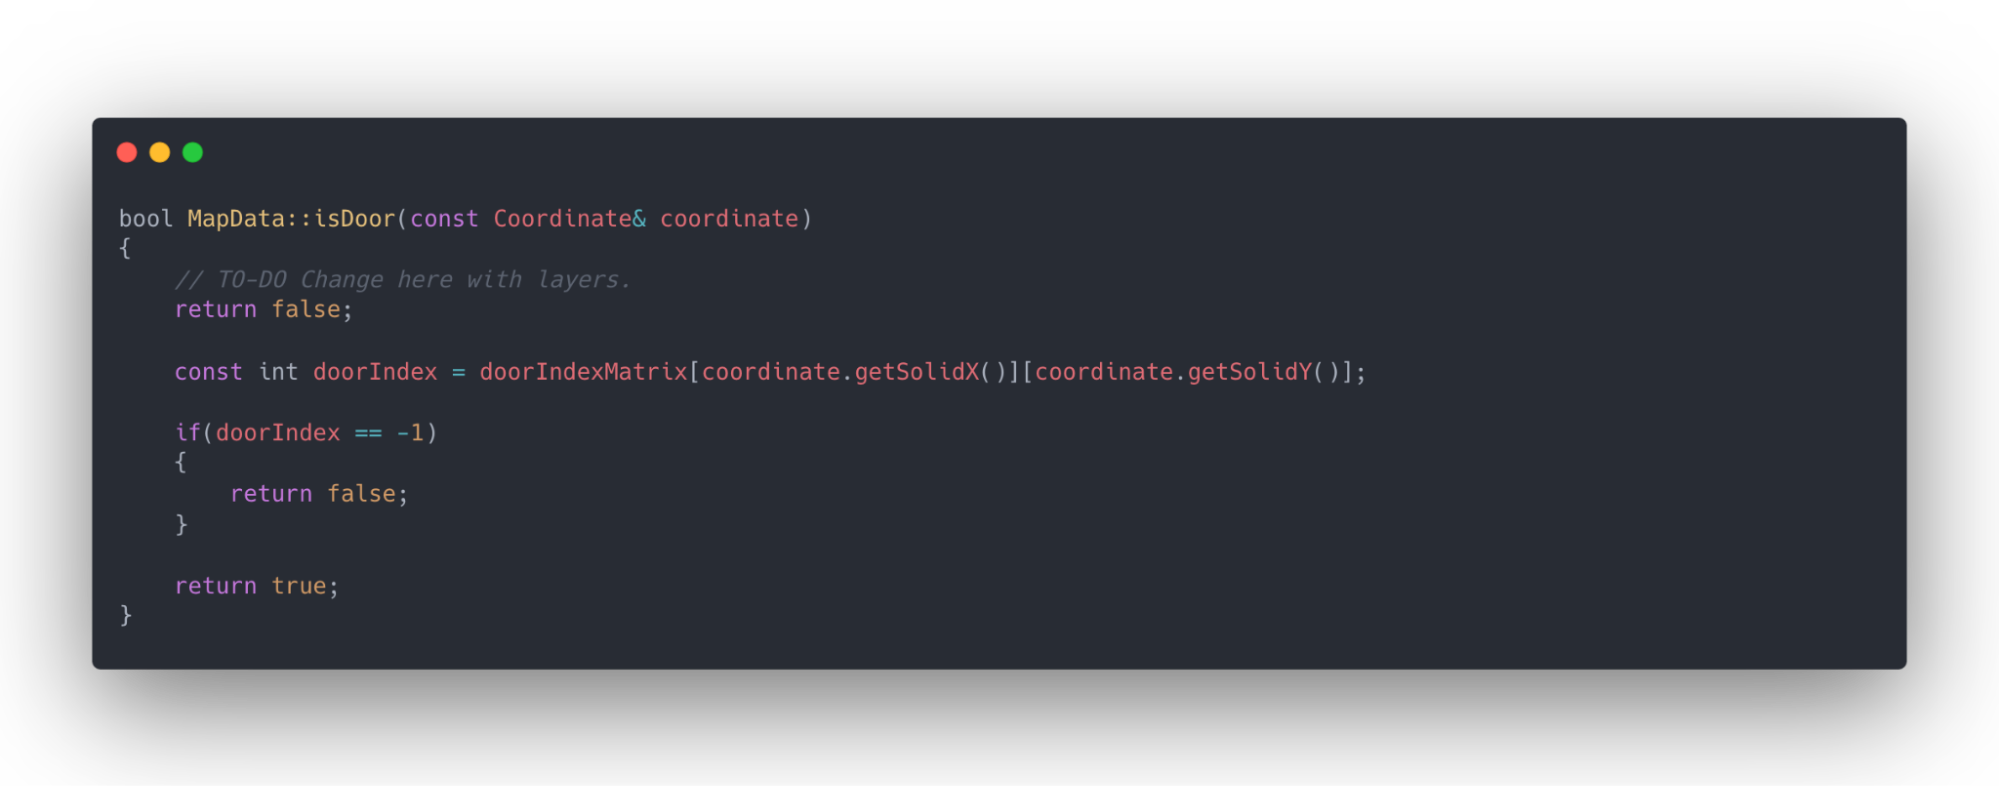 bool MapData::isDoor(const Coordinate& coordinate)
{
    // TO-DO Change here with layers.
    return false;

    const int doorIndex = doorIndexMatrix[coordinate.getSolidX()][coordinate.getSolidY()];

    if(doorIndex == -1)
    {
        return false;
    }

    return true;
}